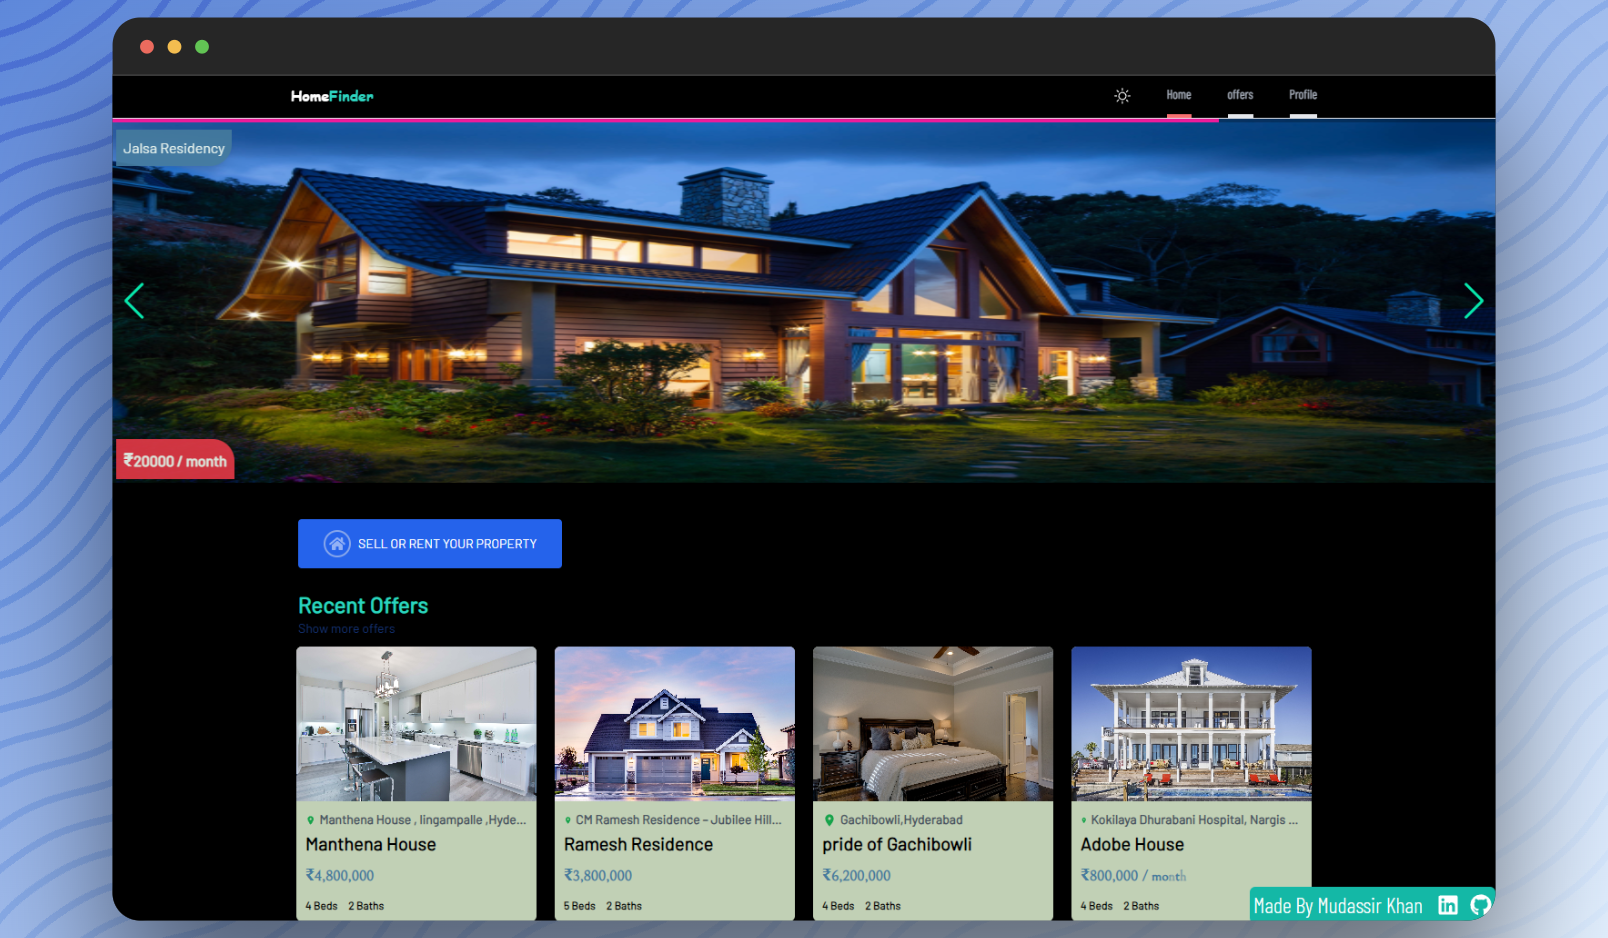 HomeFinder
Home offers Profile
Jalsa Residency
₹20000 / month
SELL OR RENT YOUR PROPERTY
Recent Offers
Show more offers
Manthena House , lingampalle ,Hyde...
Manthena House
₹4,800,000
4 Beds 2 Baths
CM Ramesh Residence – Jubilee Hill...
Ramesh Residence
₹3,800,000
5 Beds 2 Baths
Gachibowli,Hyderabad
pride of Gachibowli
₹6,200,000
4 Beds 2 Baths
Kokilaya Dhurabani Hospital, Nargis ...
Adobe House
₹800,000 / month
4 Beds 2 Baths
Made By Mudassir Khan